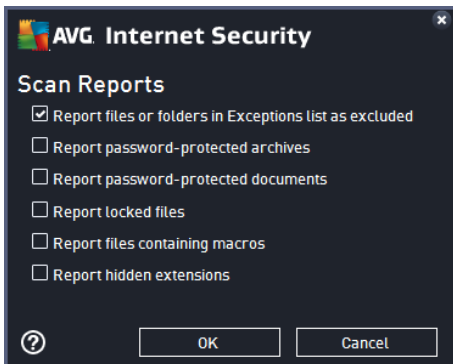 AVG. Internet Security
Scan Reports
Report files or folders in Exceptions list as excluded
Report password-protected archives
Report password-protected documents
Report locked files
Report files containing macros
Report hidden extensions
? OK Cancel